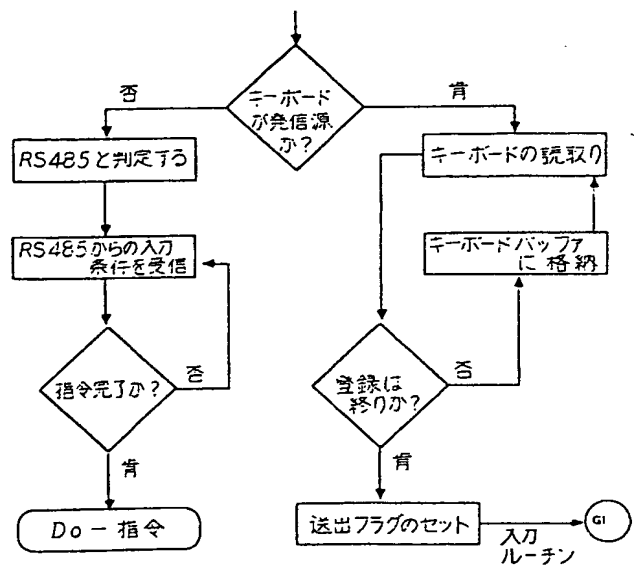 キーボード
が発信源
か?
否
肯
RS485と判定する
キーボードの読取り
RS485からの入力
条件を受信
キーボードバッファ
に格納
指令完了か?
否
登録は
終りか?
否
肯
肯
Do-指令
送出フラグのセット
入力
ルーチン
G1